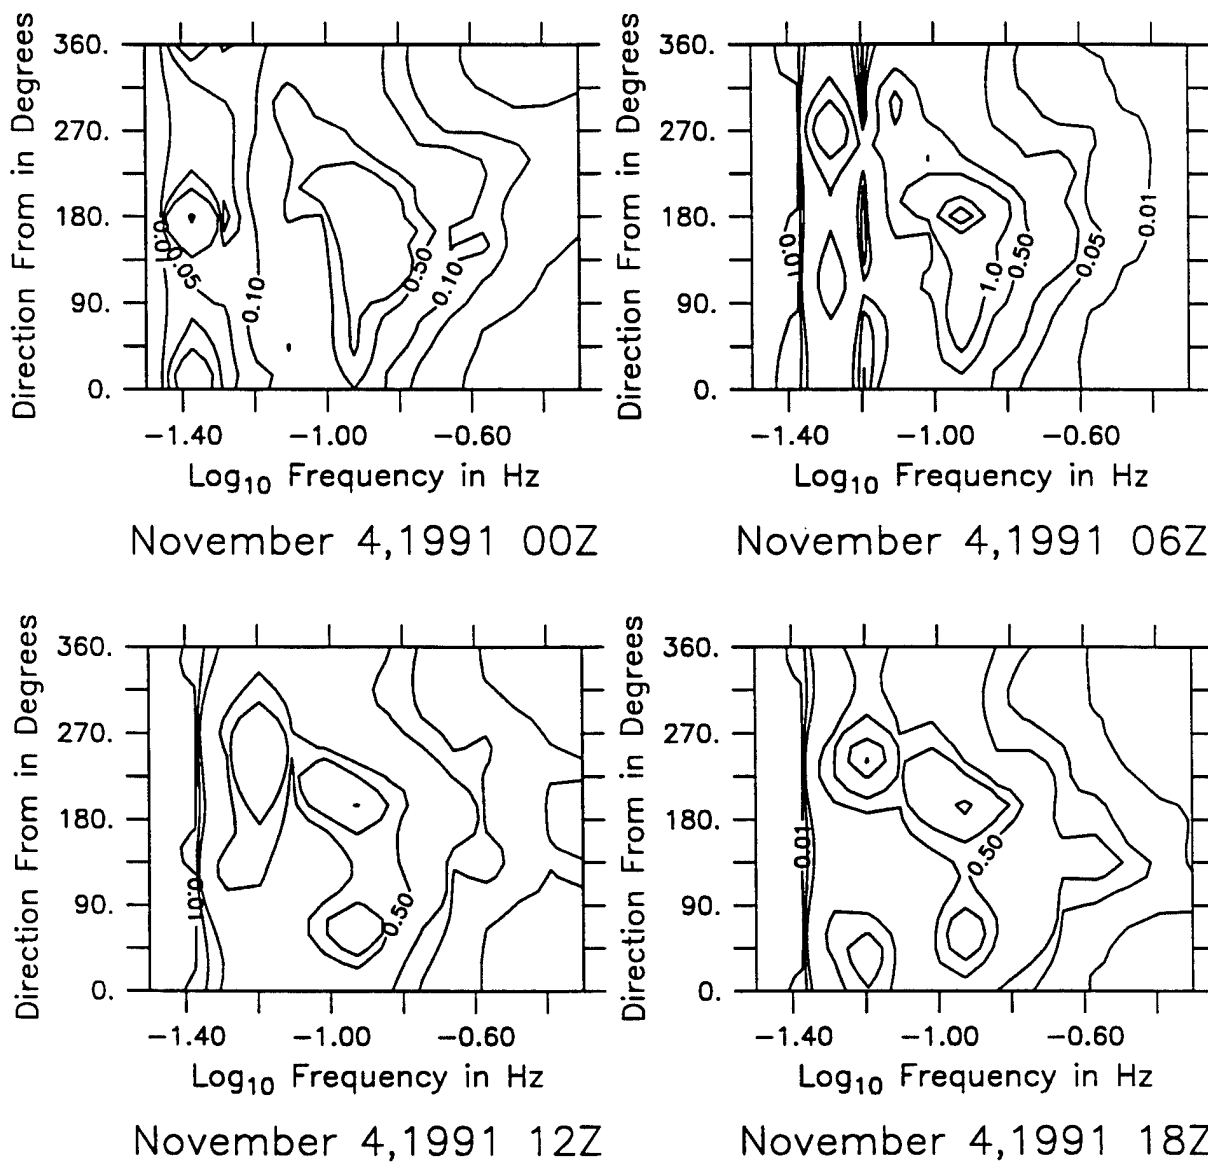 Direction From in Degrees
360.
270.
180.
90.
0.
0.01
0.05
0.10
0.50
0.10
−1.40 −1.00 −0.60
Log10 Frequency in Hz
November 4,1991 00Z
Direction From in Degrees
360.
270.
180.
90.
0.
0.01
1.0
0.50
0.05
0.01
−1.40 −1.00 −0.60
Log10 Frequency in Hz
November 4,1991 06Z
Direction From in Degrees
360.
270.
180.
90.
0.
0.01
0.50
−1.40 −1.00 −0.60
Log10 Frequency in Hz
November 4,1991 12Z
Direction From in Degrees
360.
270.
180.
90.
0.
0.01
0.50
−1.40 −1.00 −0.60
Log10 Frequency in Hz
November 4,1991 18Z